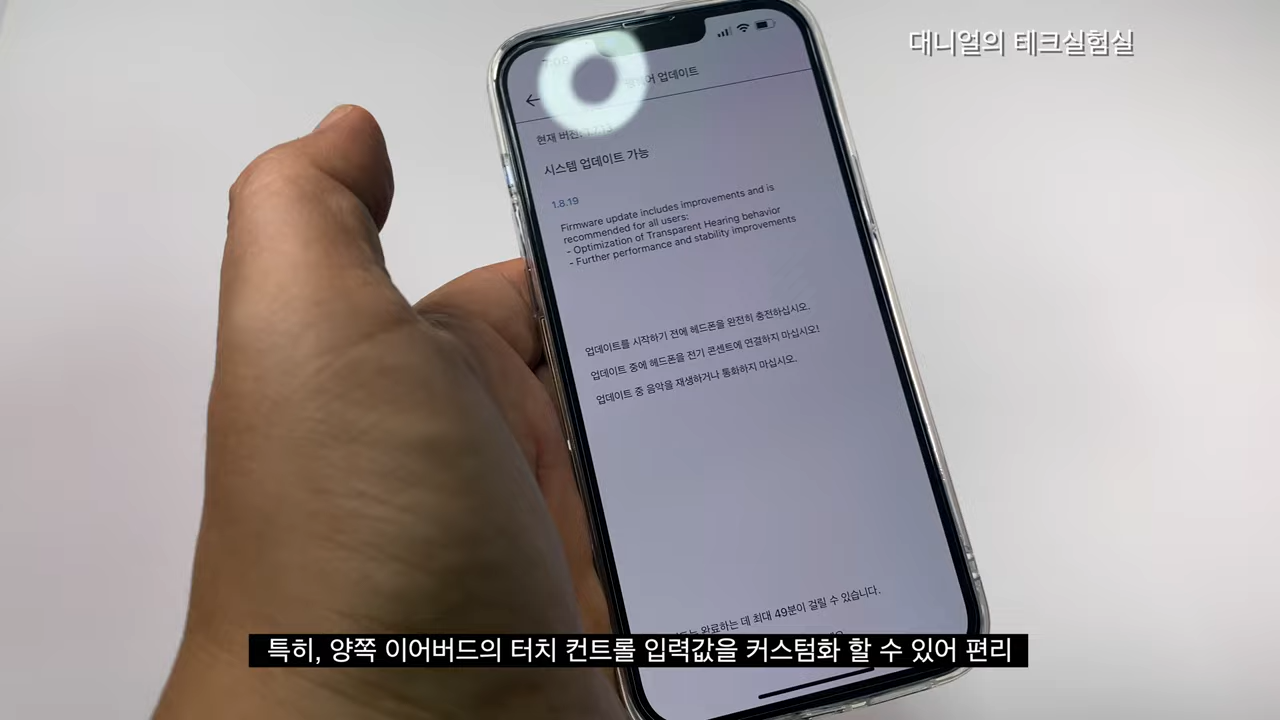 대니얼의 테크실험실
업데이트
현재 버전:
시스템 업데이트 가능
1.8.19
Firmware update includes improvements and is
recommended for all users:
- Optimization of Transparent Hearing behavior
- Further performance and stability improvements
업데이트를 시작하기 전에 헤드폰을 완전히 충전하십시오.
업데이트 중에 헤드폰을 전기 콘센트에 연결하지 마십시오!
업데이트 중 음악을 재생하거나 통화하지 마십시오.
완료하는 데 최대 49분이 걸릴 수 있습니다.
특히, 양쪽 이어버드의 터치 컨트롤 입력값을 커스텀화 할 수 있어 편리